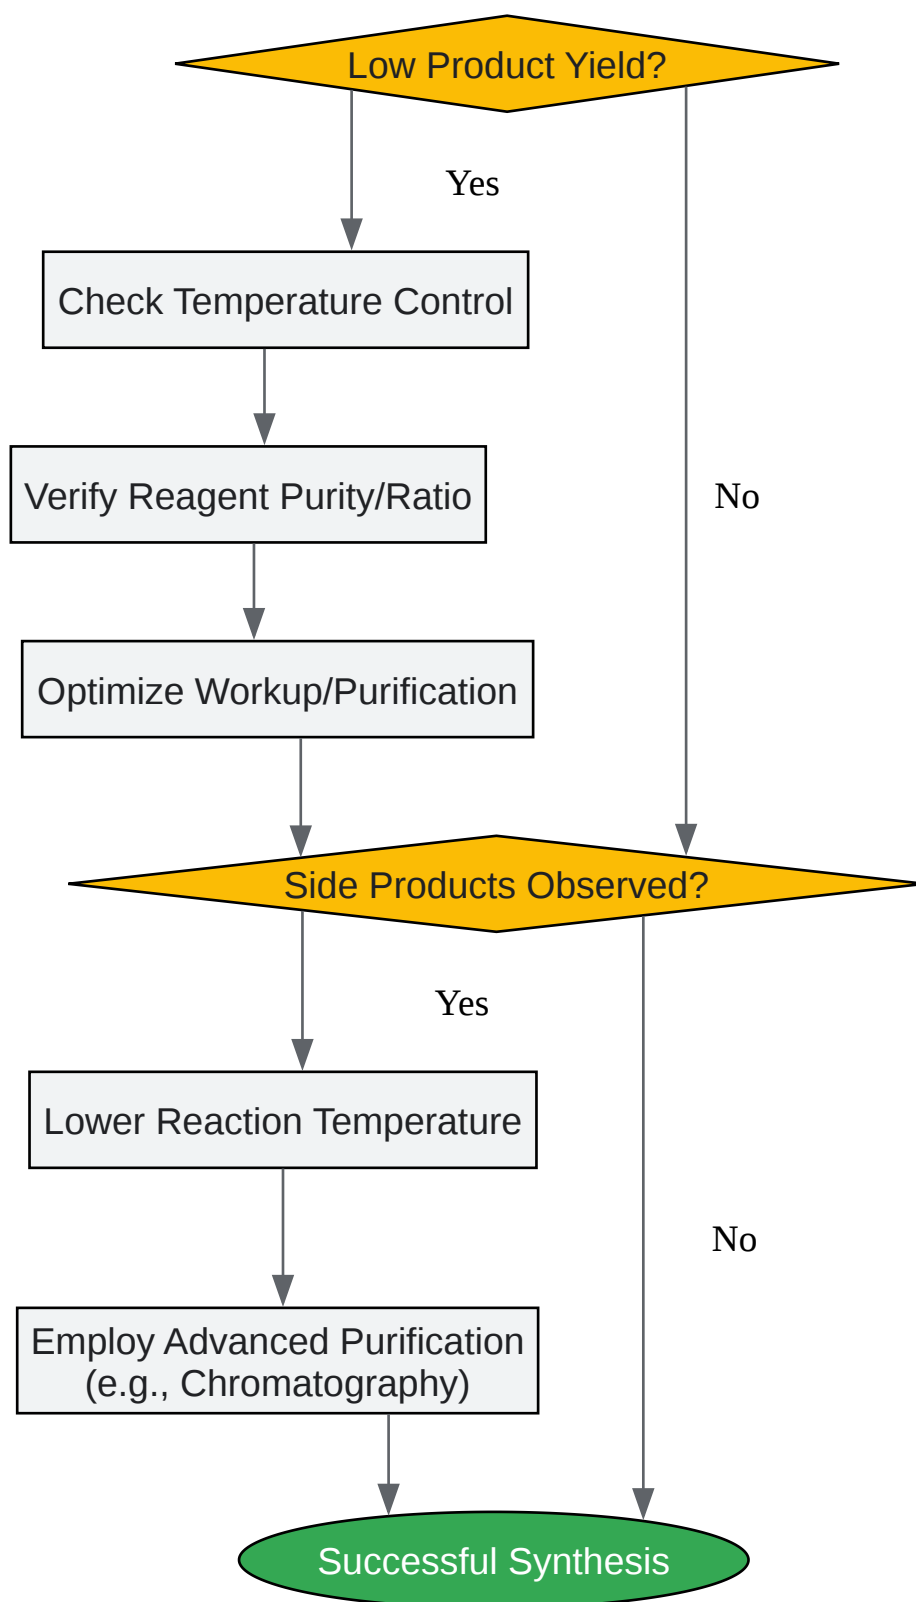 Low Product Yield?
Yes
Check Temperature Control
Verify Reagent Purity/Ratio
No
Optimize Workup/Purification
Side Products Observed?
Yes
Lower Reaction Temperature
No
Employ Advanced Purification
(e.g., Chromatography)
Successful Synthesis